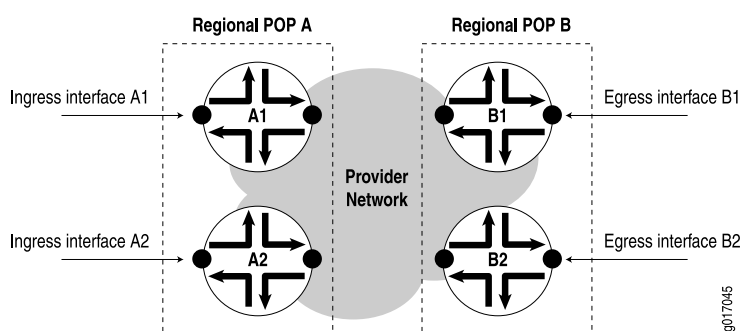 Regional POP A
Regional POP B
Ingress interface A1
A1
B1
Egress interface B1
Provider
Network
Ingress interface A2
A2
B2
Egress interface B2
g017045